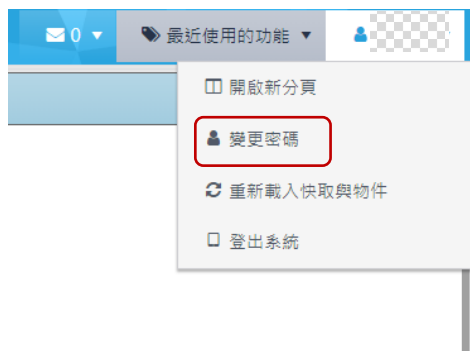 0 ▼ 最近使用的功能 ▼
開啟新分頁
變更密碼
重新載入快取與物件
登出系統